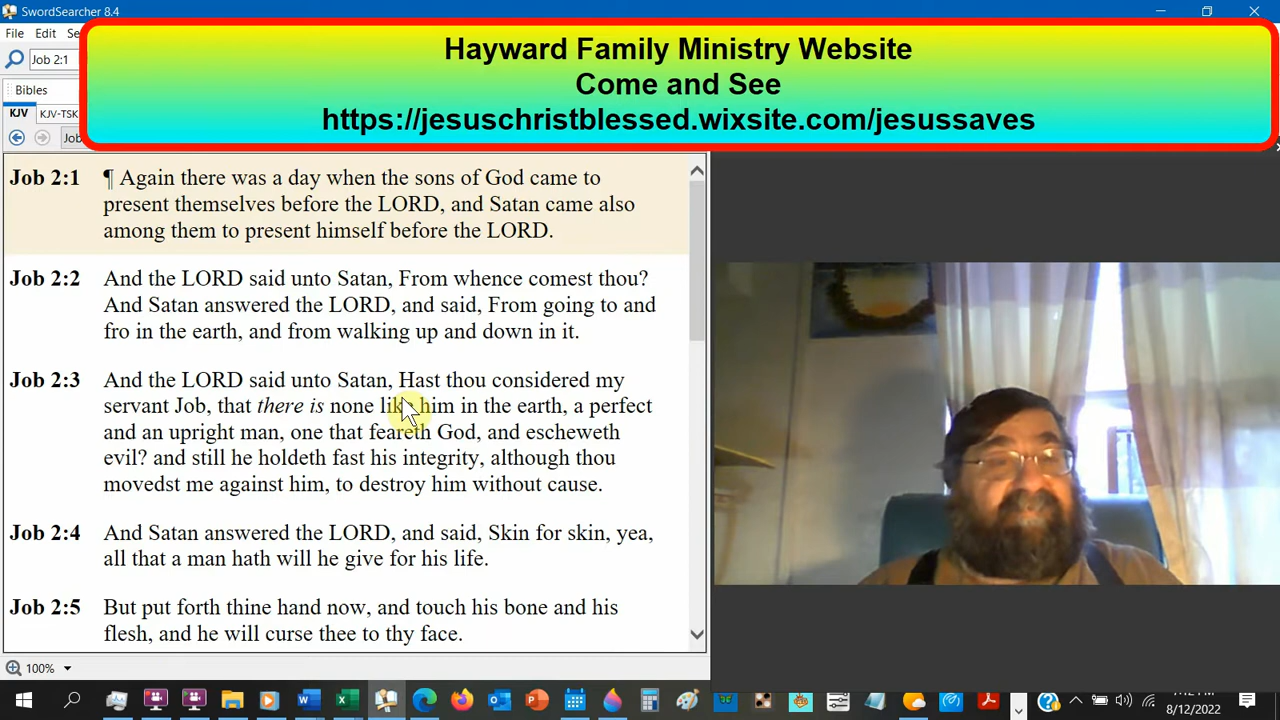 SwordSearcher 8.4
File Edit
Hayward Family Ministry Website
Come and See
https://jesuschristblessed.wixsite.com/jesussaves
Job 2:1
Bibles
KJV KJV-TSK
Job 2:1 ¶ Again there was a day when the sons of God came to
present themselves before the LORD, and Satan came also
among them to present himself before the LORD.
Job 2:2 And the LORD said unto Satan, From whence comest thou?
And Satan answered the LORD, and said, From going to and
fro in the earth, and from walking up and down in it.
Job 2:3 And the LORD said unto Satan, Hast thou considered my
servant Job, that there is none like him in the earth, a perfect
and an upright man, one that feareth God, and escheweth
evil? and still he holdeth fast his integrity, although thou
movedst me against him, to destroy him without cause.
Job 2:4 And Satan answered the LORD, and said, Skin for skin, yea,
all that a man hath will he give for his life.
Job 2:5 But put forth thine hand now, and touch his bone and his
flesh, and he will curse thee to thy face.
100%
8/12/2022